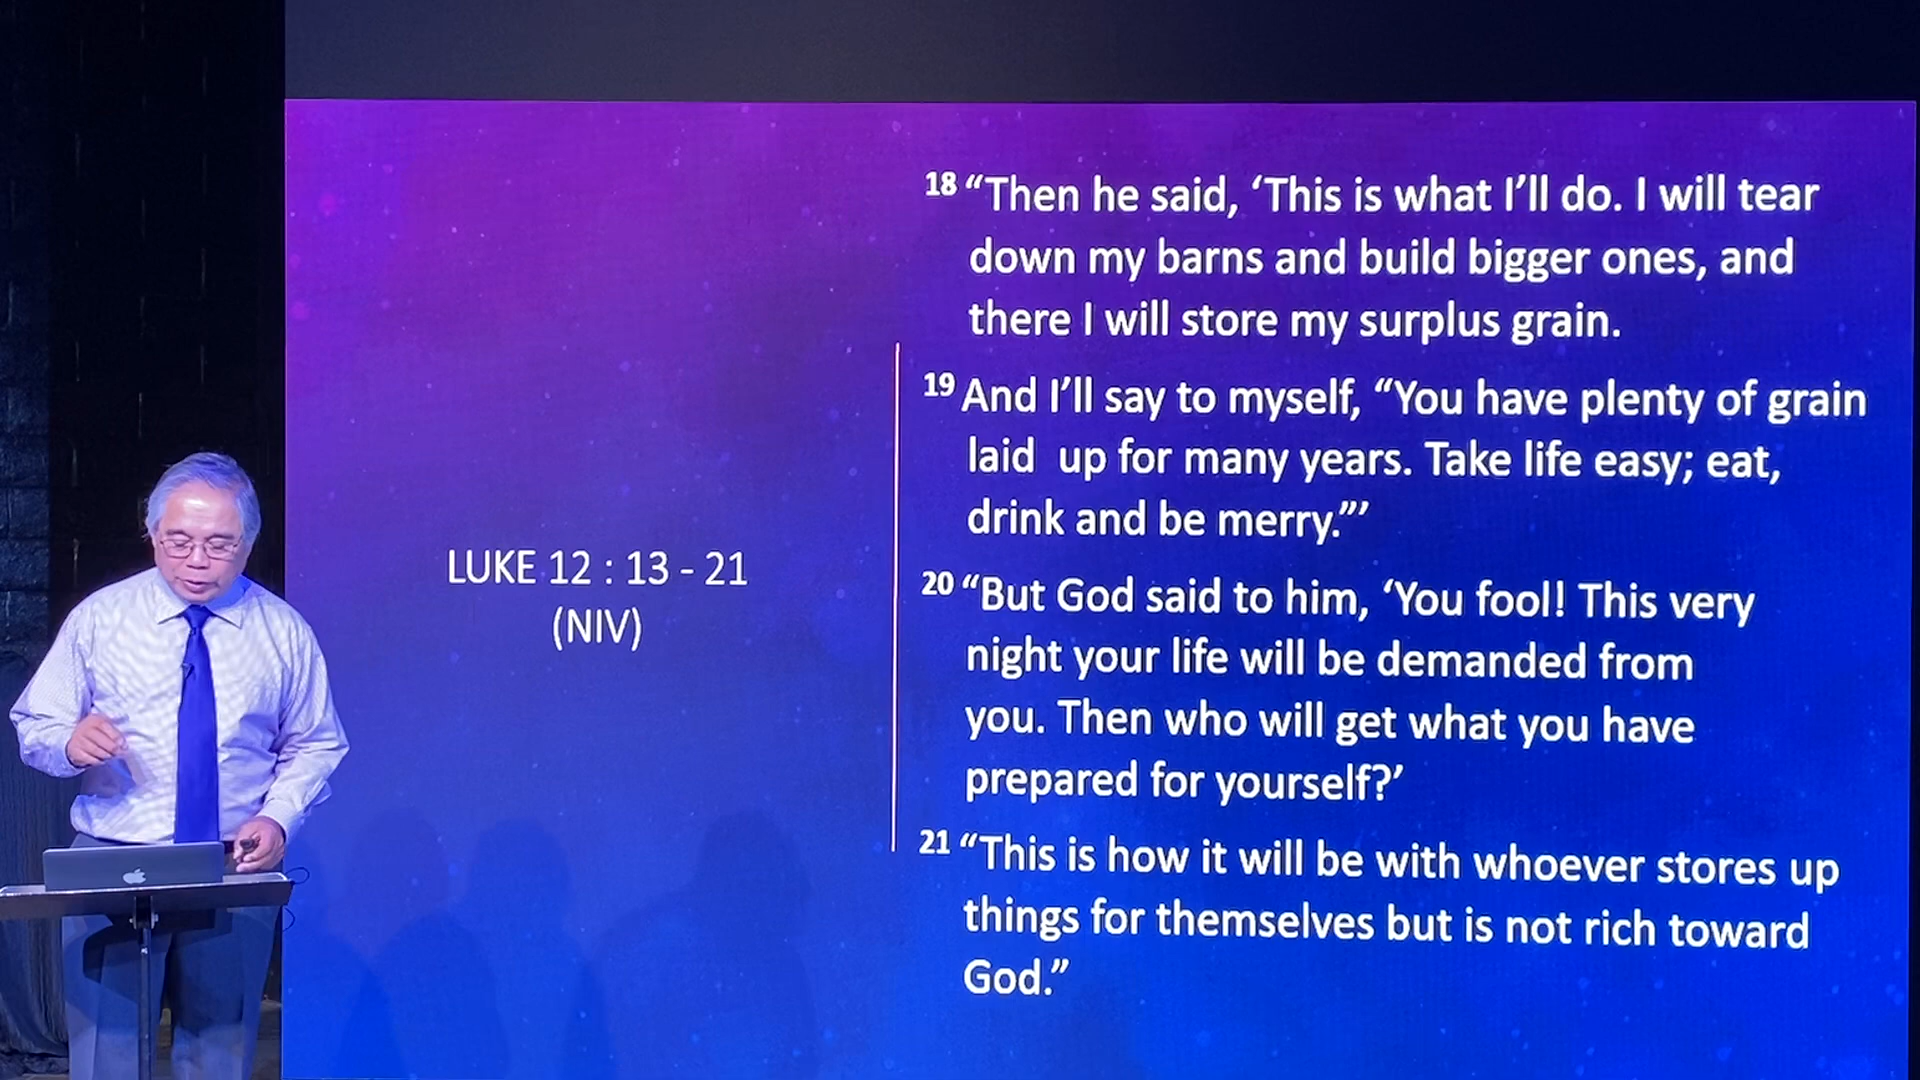 LUKE 12 : 13 - 21
(NIV)
18 “Then he said, ‘This is what I’ll do. I will tear
down my barns and build bigger ones, and
there I will store my surplus grain.
19 And I’ll say to myself, “You have plenty of grain
laid  up for many years. Take life easy; eat,
drink and be merry.”’
20 “But God said to him, ‘You fool! This very
night your life will be demanded from
you. Then who will get what you have
prepared for yourself?’
21 “This is how it will be with whoever stores up
things for themselves but is not rich toward
God.”